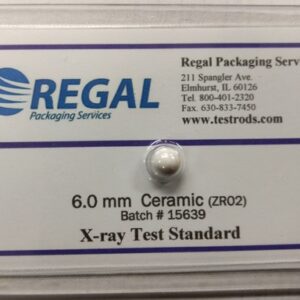 REGAL
Packaging Services
Regal Packaging Serv
211 Spangler Ave.
Elmhurst, IL 60126
Tel. 800-401-2320
Fax. 630-833-7450
www.testrods.com
6.0 mm Ceramic (ZRO2)
Batch # 15639
X-ray Test Standard